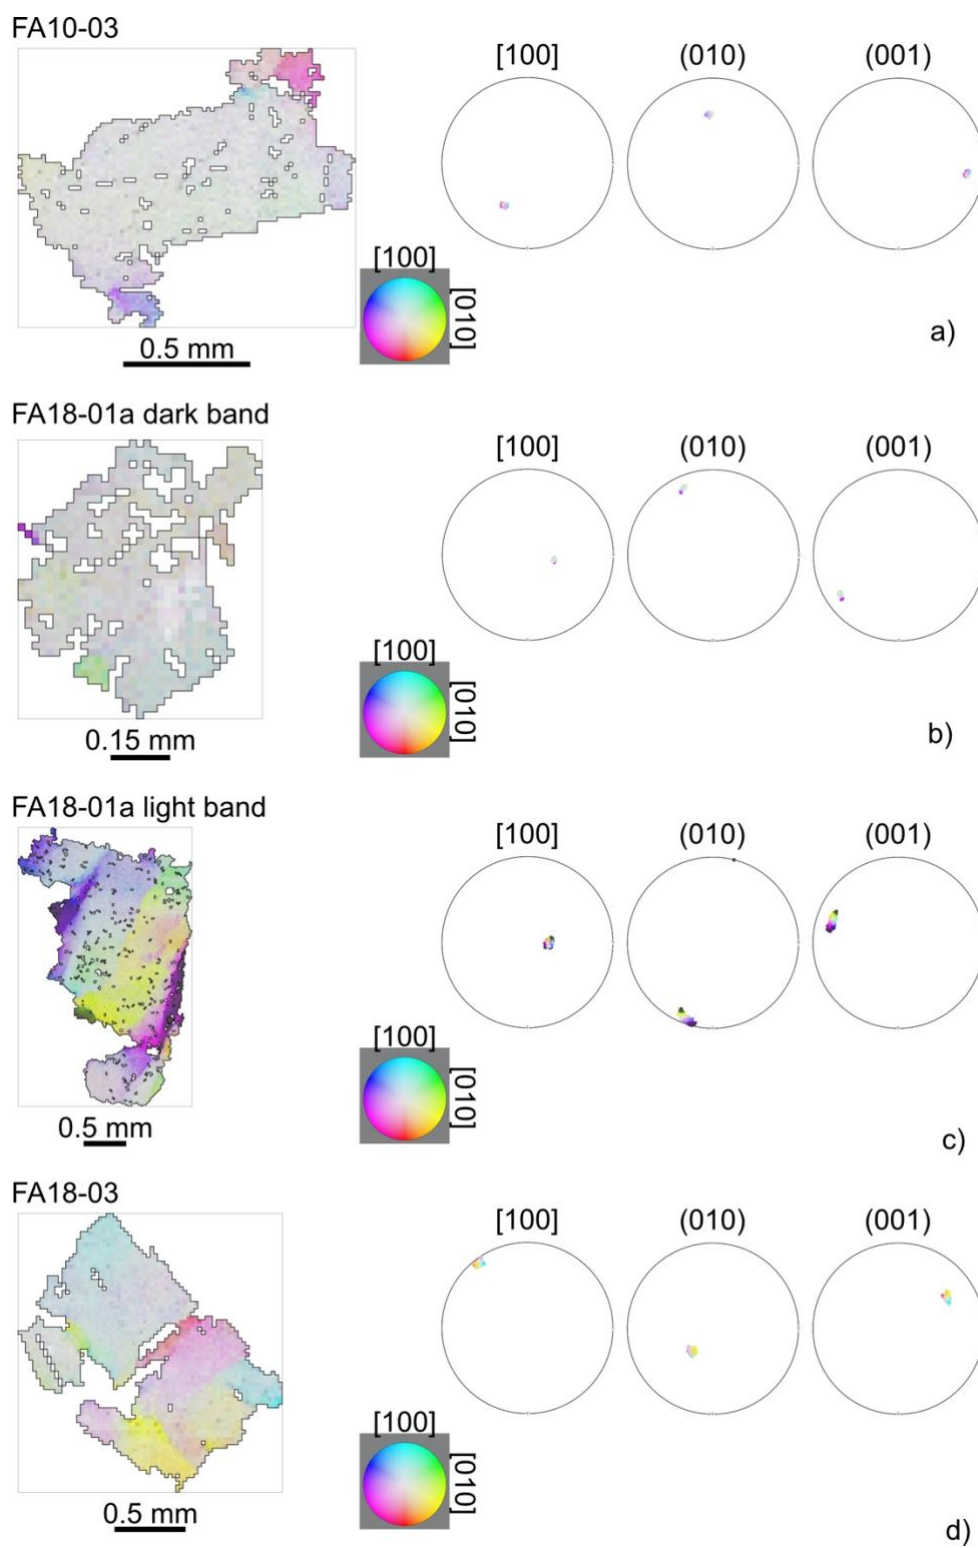 FA10-03
[100] (010) (001)
[100]
[010]
0.5 mm
a)
FA18-01a dark band
[100] (010) (001)
[100]
[010]
0.15 mm
b)
FA18-01a light band
[100] (010) (001)
[100]
[010]
0.5 mm
c)
FA18-03
[100] (010) (001)
[100]
[010]
0.5 mm
d)